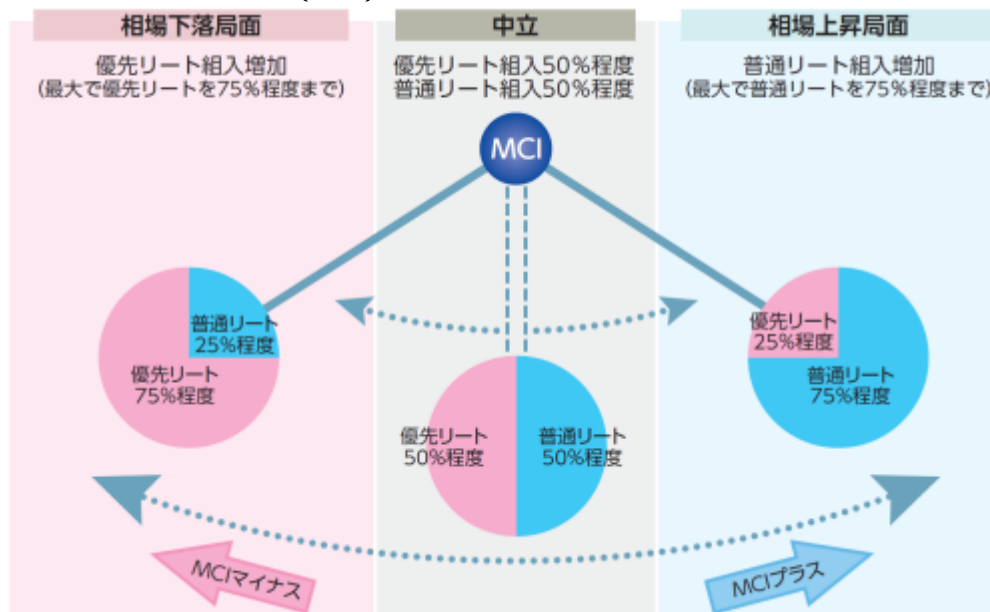 相場下落局面
優先リート組入増加
(最大で優先リートを75%程度まで)
中立
優先リート組入50%程度
普通リート組入50%程度
相場上昇局面
普通リート組入増加
(最大で普通リートを75%程度まで)
MCI
普通リート
25%程度
優先リート
75%程度
優先リート
50%程度
普通リート
50%程度
優先リート
25%程度
普通リート
75%程度
MCIマイナス
MCIプラス